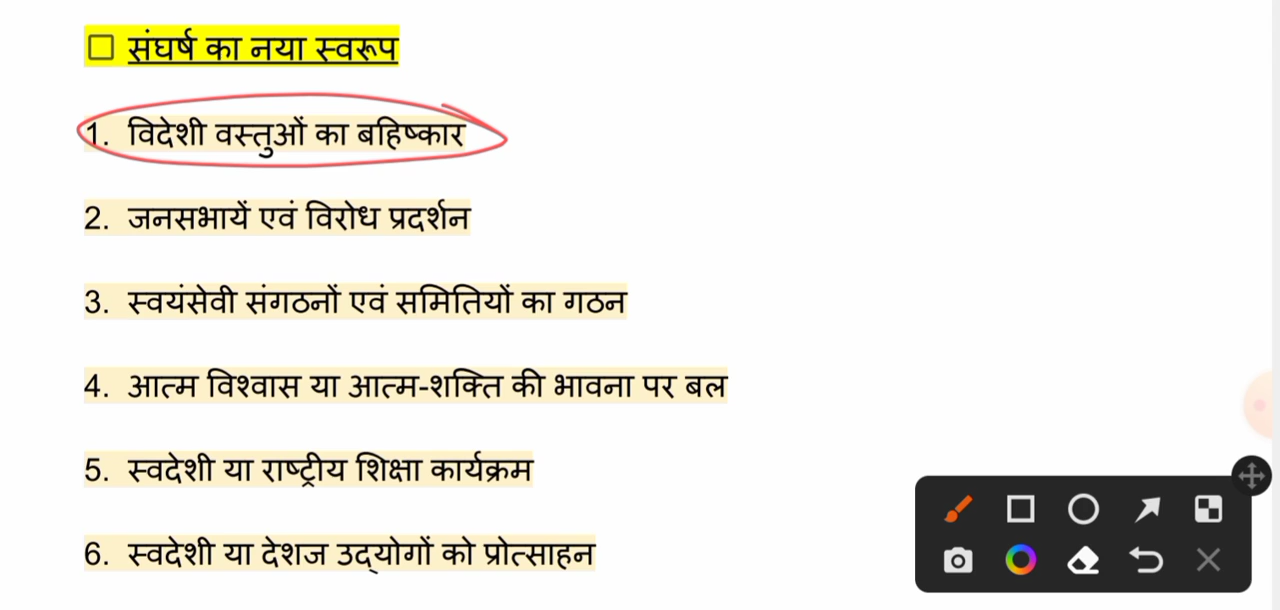 □ संघर्ष का नया स्वरूप
1. विदेशी वस्तुओं का बहिष्कार
2. जनसभायें एवं विरोध प्रदर्शन
3. स्वयंसेवी संगठनों एवं समितियों का गठन
4. आत्म विश्वास या आत्म-शक्ति की भावना पर बल
5. स्वदेशी या राष्ट्रीय शिक्षा कार्यक्रम
6. स्वदेशी या देशज उद्योगों को प्रोत्साहन